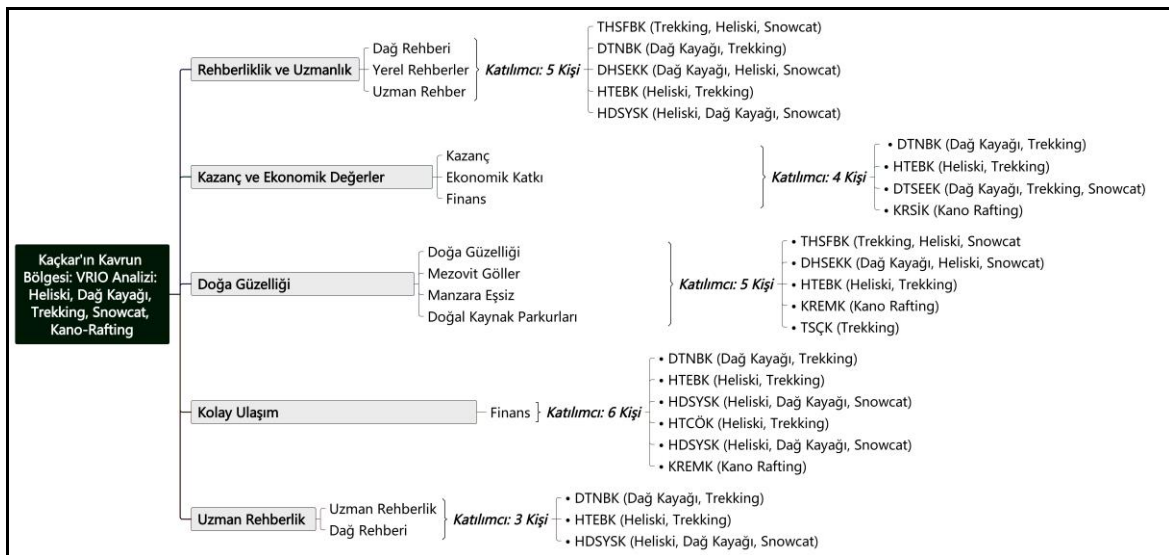 Kaçkar'ın Kavrun
Bölgesi: VRIO Analizi:
Heliski, Dağ Kayağı,
Trekking, Snowcat,
Kano-Rafting
Rehberliklik ve Uzmanlık
Dağ Rehberi
Yerel Rehberler
Uzman Rehber
Katılımcı: 5 Kişi
THSFBK (Trekking, Heliski, Snowcat)
DTNBK (Dağ Kayağı, Trekking)
DHSEKK (Dağ Kayağı, Heliski, Snowcat)
HTEBK (Heliski, Trekking)
HDSYSK (Heliski, Dağ Kayağı, Snowcat)
Kazanç ve Ekonomik Değerler
Kazanç
Ekonomik Katkı
Finans
Katılımcı: 4 Kişi
• DTNBK (Dağ Kayağı, Trekking)
• HTEBK (Heliski, Trekking)
• DTSEEK (Dağ Kayağı, Trekking, Snowcat)
• KRSİK (Kano Rafting)
Doğa Güzelliği
Doğa Güzelliği
Mezovit Göller
Manzara Eşsiz
Doğal Kaynak Parkurları
Katılımcı: 5 Kişi
• THSFBK (Trekking, Heliski, Snowcat
• DHSEKK (Dağ Kayağı, Heliski, Snowcat)
• HTEBK (Heliski, Trekking)
• KREMK (Kano Rafting)
• TSÇK (Trekking)
Kolay Ulaşım
Finans
Katılımcı: 6 Kişi
• DTNBK (Dağ Kayağı, Trekking)
• HTEBK (Heliski, Trekking)
• HDSYSK (Heliski, Dağ Kayağı, Snowcat)
• HTCÖK (Heliski, Trekking)
• HDSYSK (Heliski, Dağ Kayağı, Snowcat)
• KREMK (Kano Rafting)
Uzman Rehberlik
Uzman Rehberlik
Dağ Rehberi
Katılımcı: 3 Kişi
• DTNBK (Dağ Kayağı, Trekking)
• HTEBK (Heliski, Trekking)
• HDSYSK (Heliski, Dağ Kayağı, Snowcat)